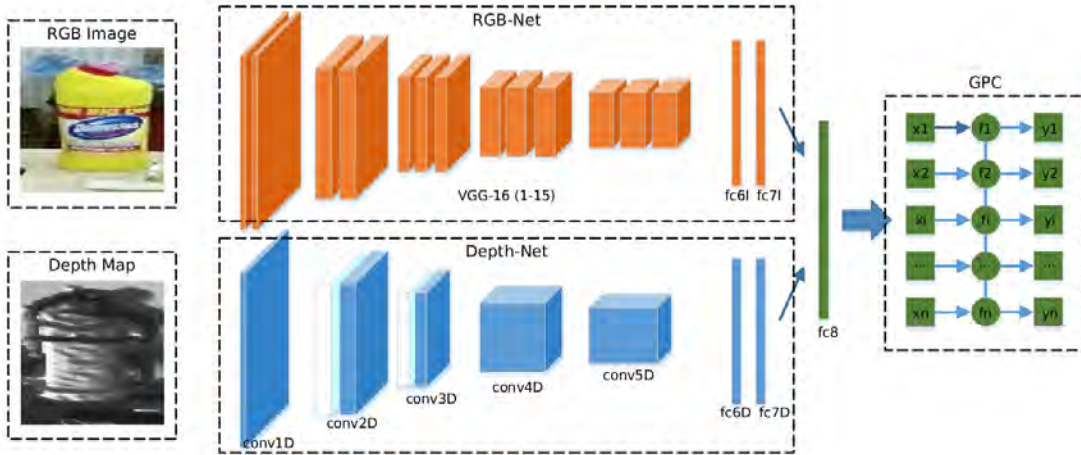 RGB Image
RGB-Net
VGG-16 (1-15)
fc6I
fc7I
Depth Map
Depth-Net
conv1D
conv2D
conv3D
conv4D
conv5D
fc6D
fc7D
fc8
GPC
x1 f1 y1
x2 f2 y2
xi fi yi
... ... ...
xn fn yn